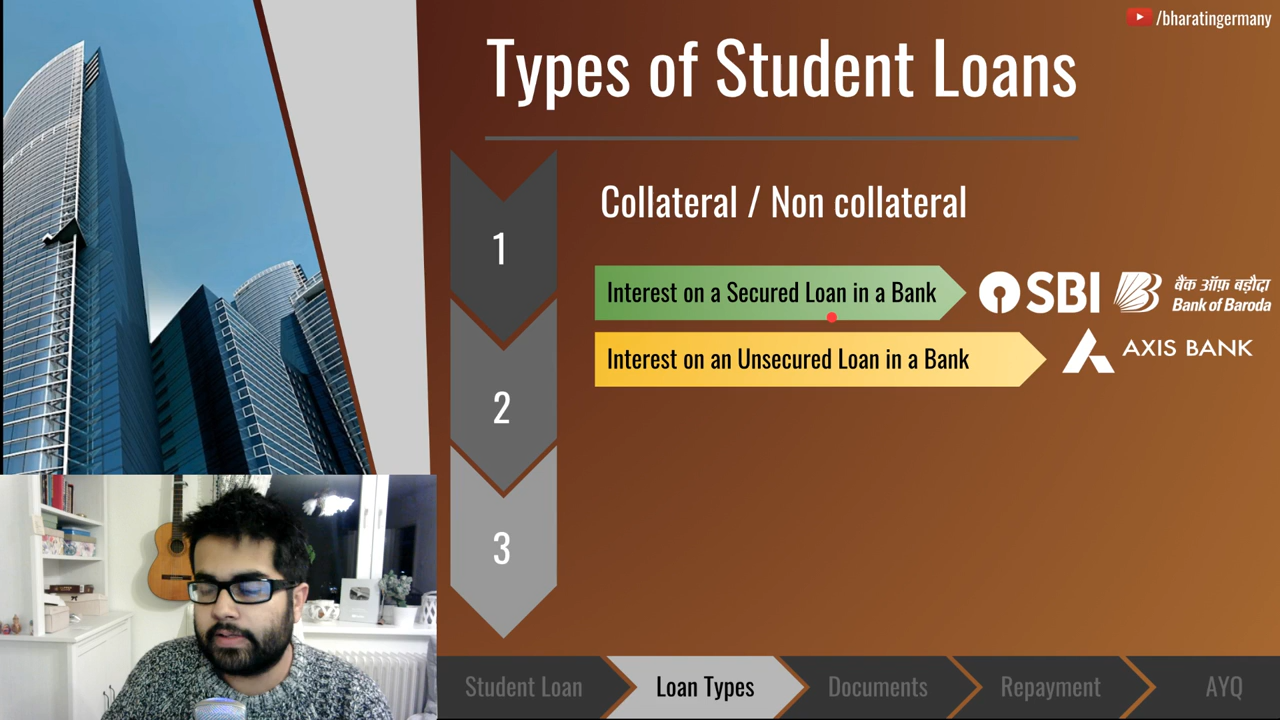 /bharatingermany
Types of Student Loans
1
Collateral / Non collateral
Interest on a Secured Loan in a Bank
SBI
बैंक ऑफ़ बड़ौदा
Bank of Baroda
Interest on an Unsecured Loan in a Bank
AXIS BANK
2
3
Student Loan
Loan Types
Documents
Repayment
AYQ